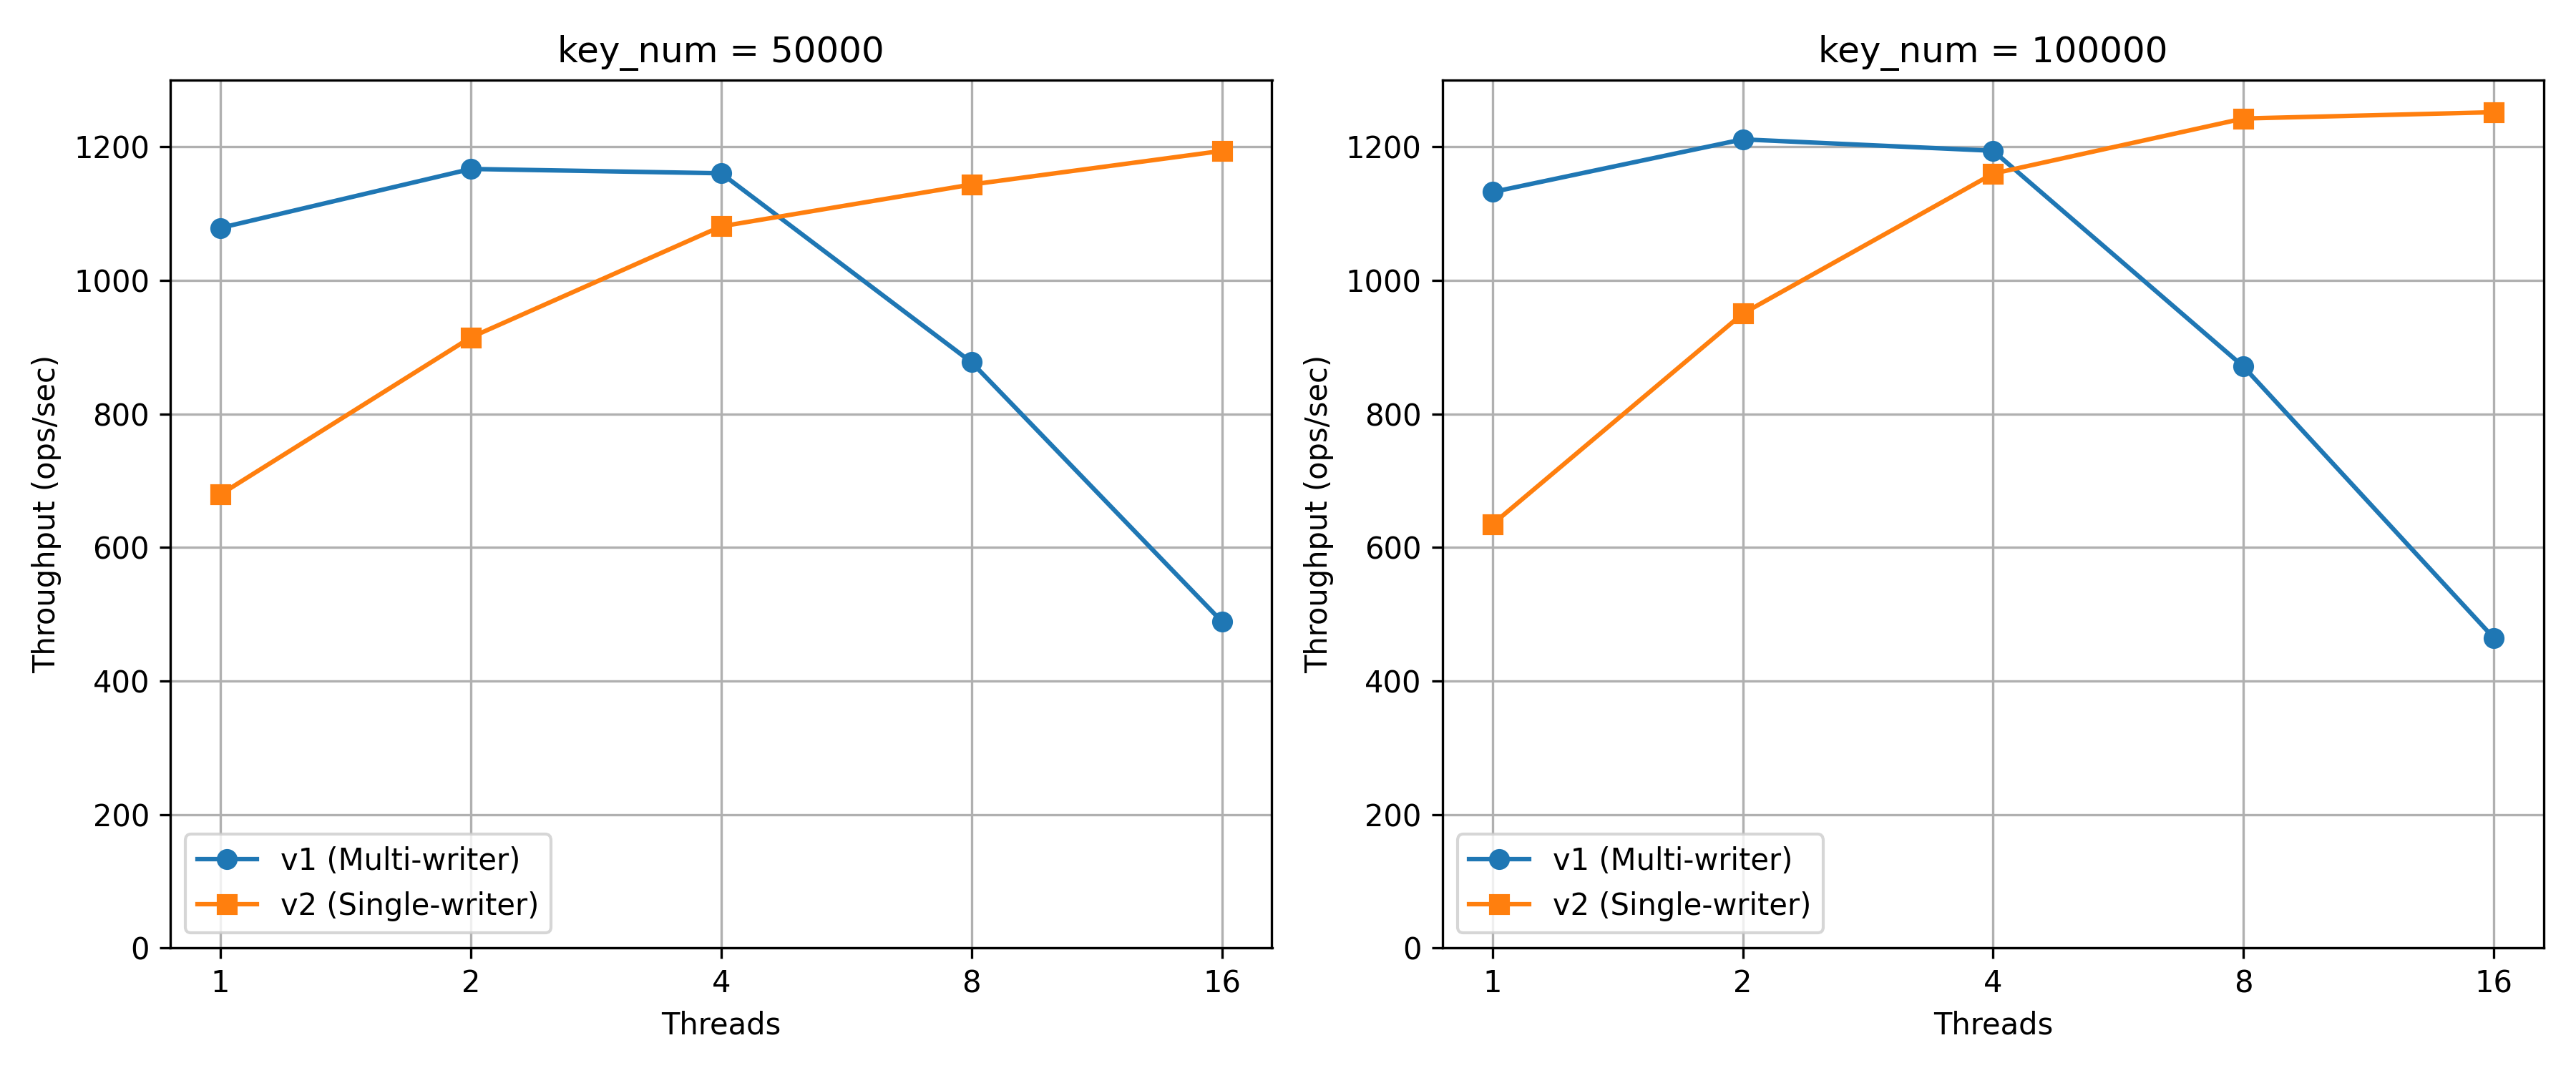 key_num = 50000
Throughput (ops/sec)
1200
1000
800
600
400
200
0
v1 (Multi-writer)
v2 (Single-writer)
1 2 4 8 16
Threads
key_num = 100000
Throughput (ops/sec)
1200
1000
800
600
400
200
0
v1 (Multi-writer)
v2 (Single-writer)
1 2 4 8 16
Threads